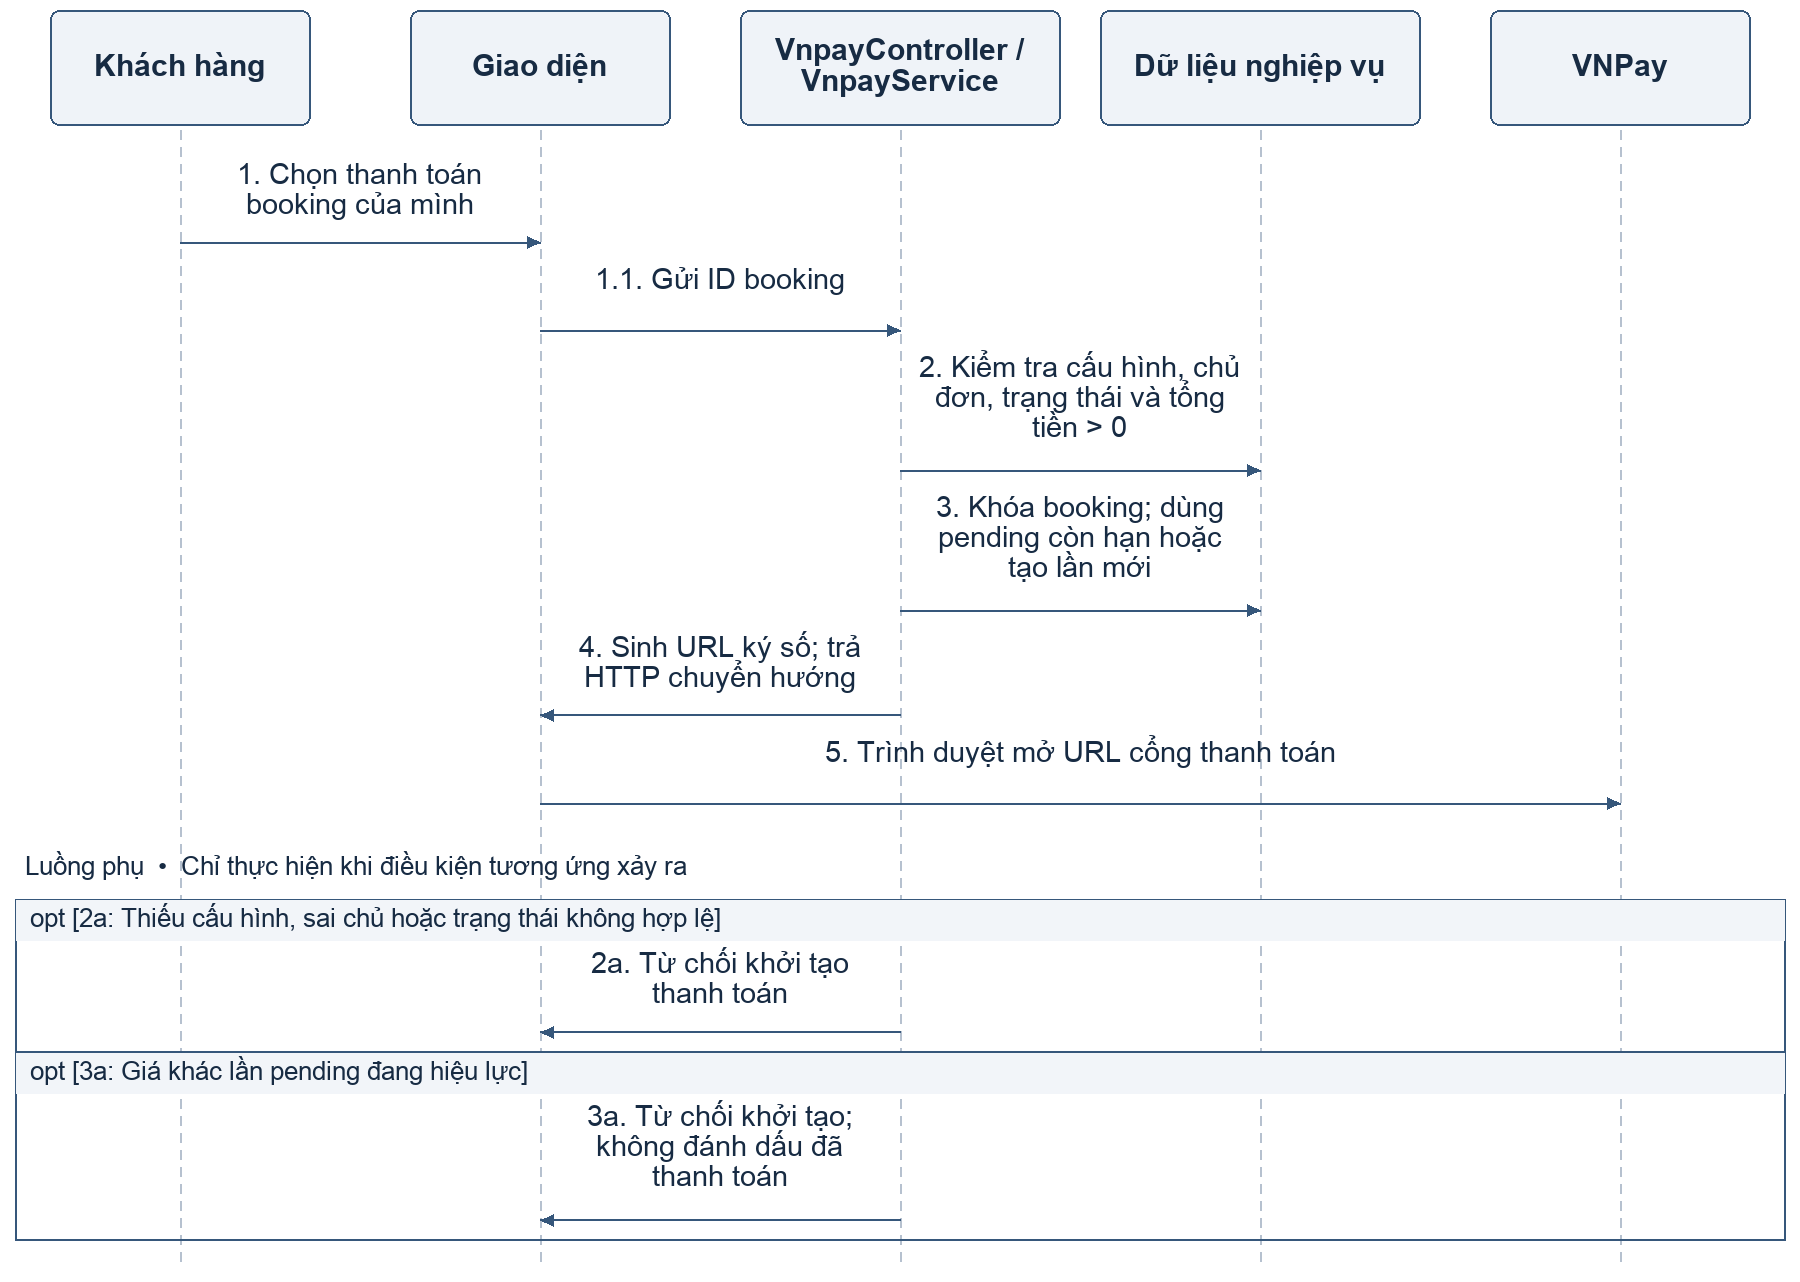 Khách hàng
Giao diện
VnpayController /
VnpayService
Dữ liệu nghiệp vụ
VNPay
1. Chọn thanh toán
booking của mình
1.1. Gửi ID booking
2. Kiểm tra cấu hình, chủ
đơn, trạng thái và tổng
tiền > 0
3. Khóa booking; dùng
pending còn hạn hoặc
tạo lần mới
4. Sinh URL ký số; trả
HTTP chuyển hướng
5. Trình duyệt mở URL cổng thanh toán
Luồng phụ • Chỉ thực hiện khi điều kiện tương ứng xảy ra
opt [2a: Thiếu cấu hình, sai chủ hoặc trạng thái không hợp lệ]
2a. Từ chối khởi tạo
thanh toán
opt [3a: Giá khác lần pending đang hiệu lực]
3a. Từ chối khởi tạo;
không đánh dấu đã
thanh toán